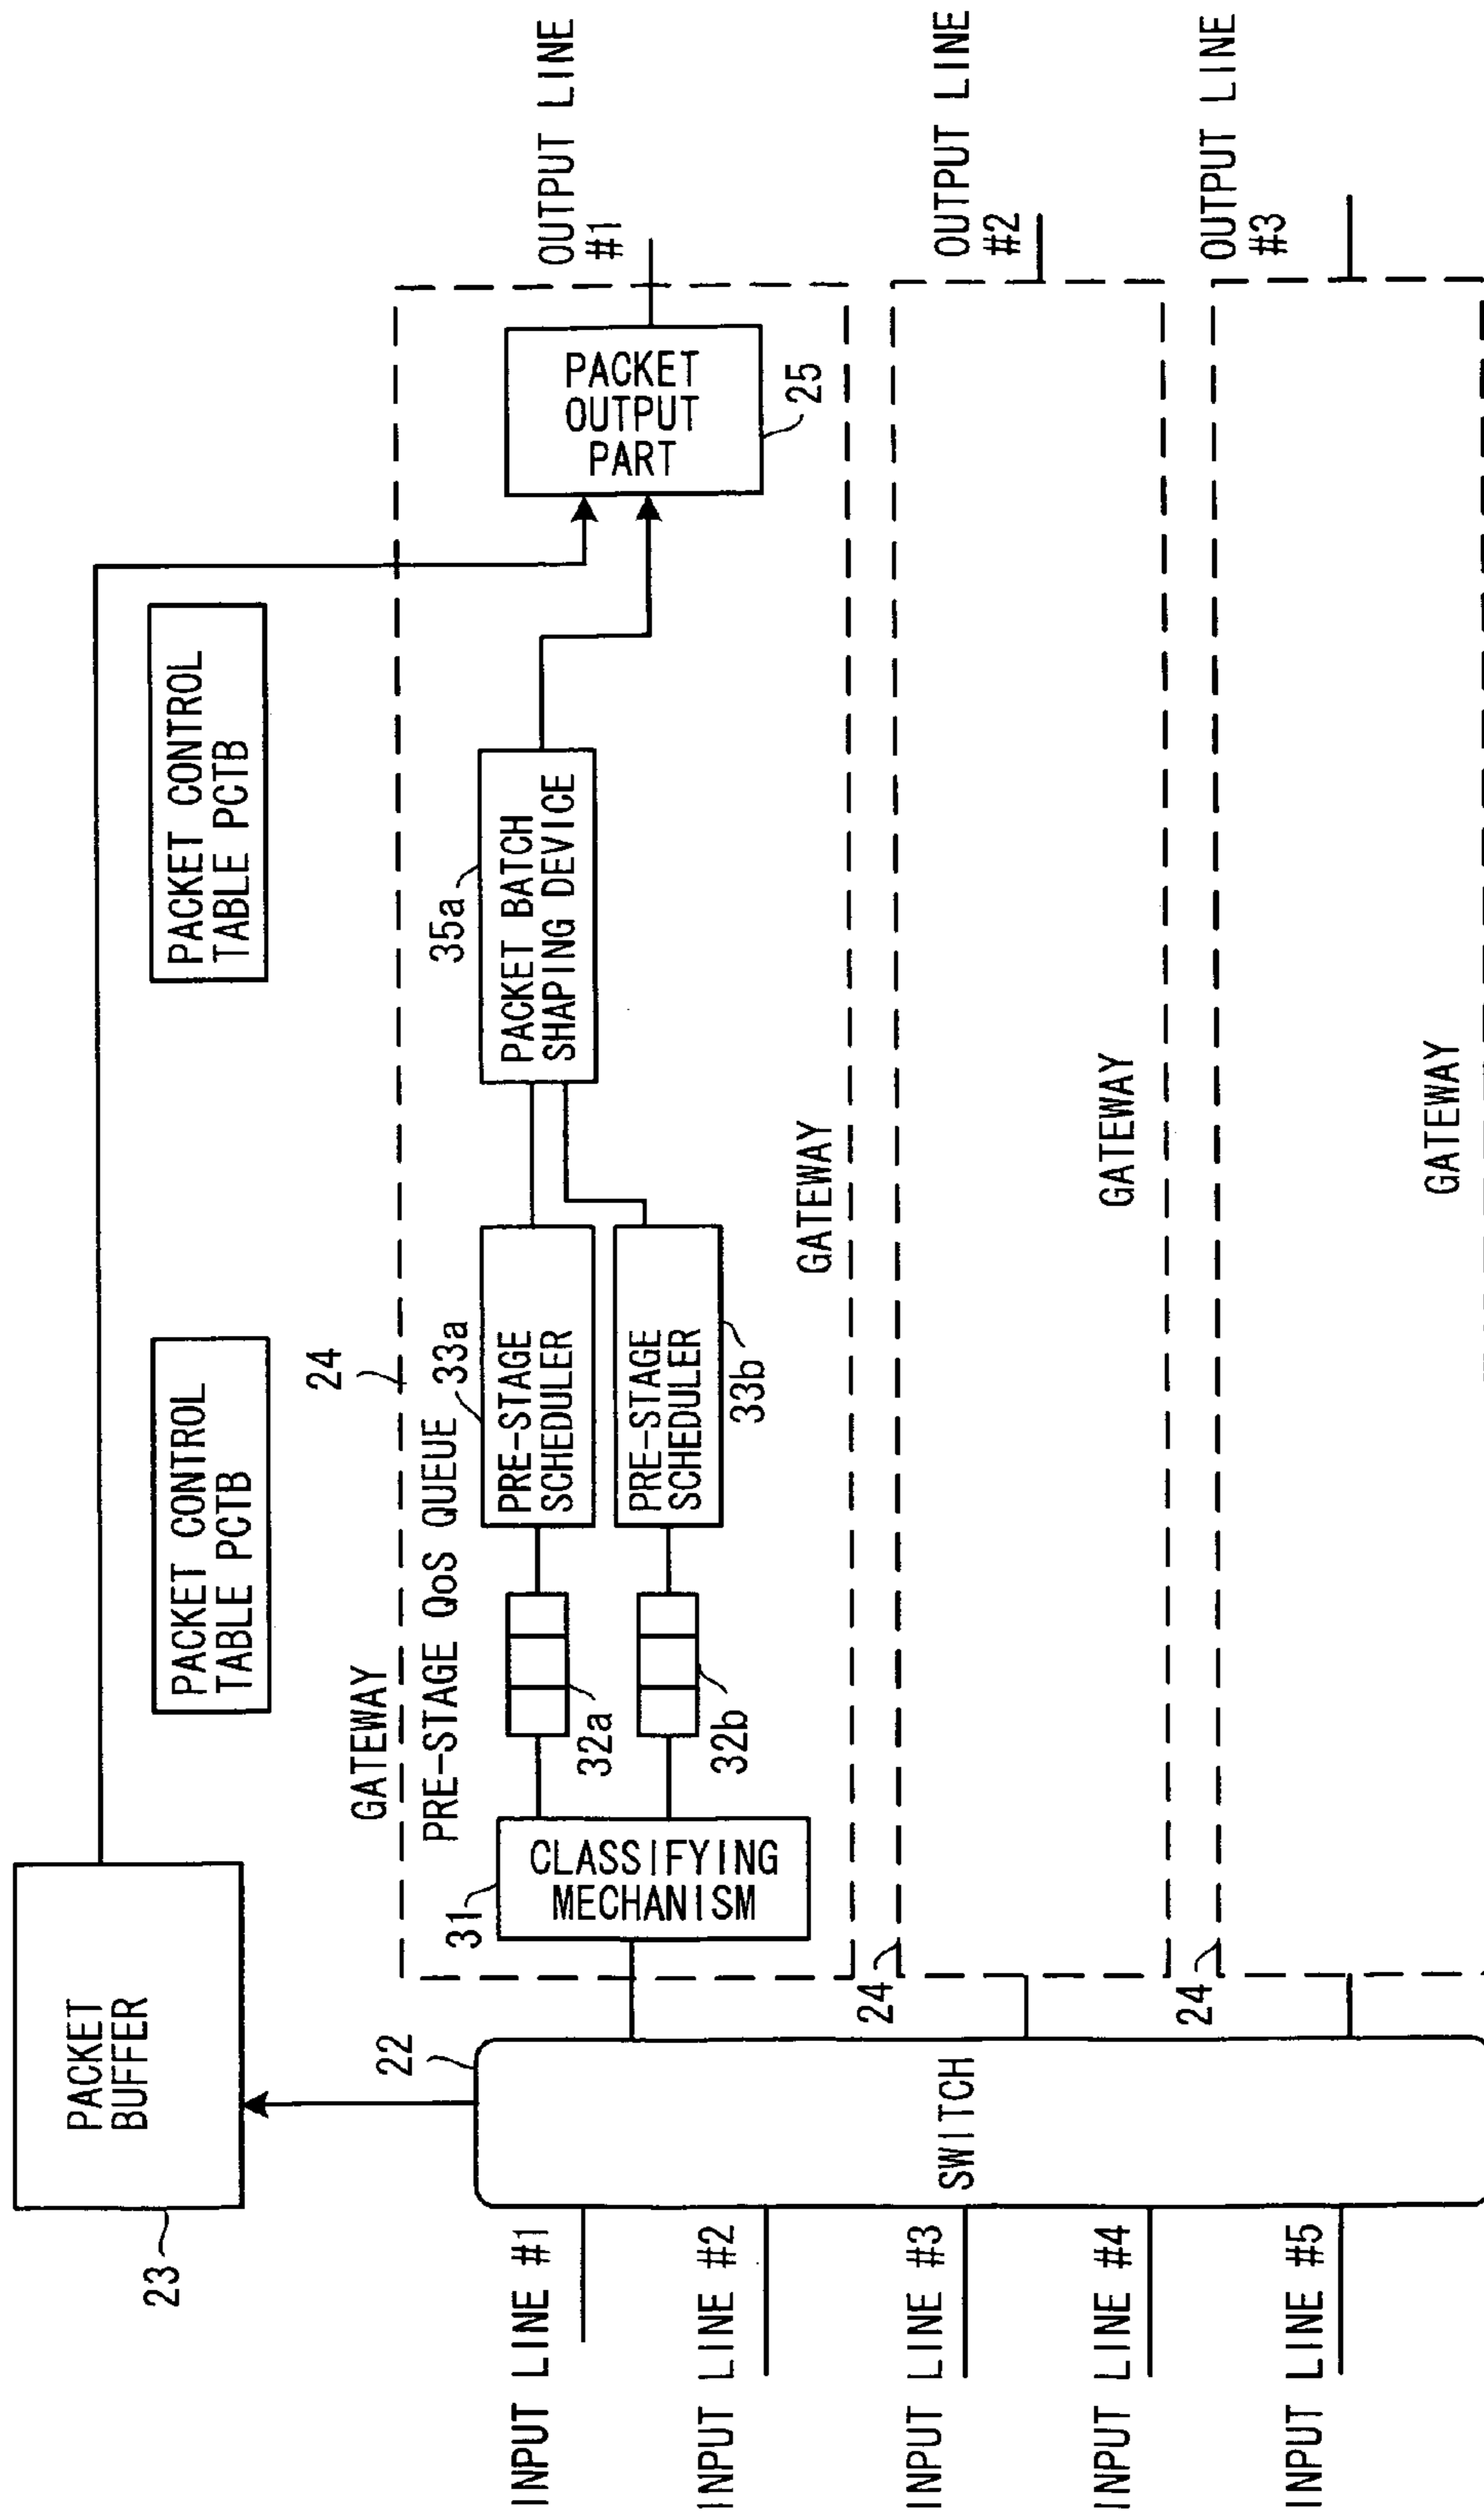 23
PACKET
BUFFER
PACKET CONTROL
TABLE PCTB
PACKET CONTROL
TABLE PCTB
24
GATEWAY
PRE-STAGE QoS QUEUE
22
31
CLASSIFYING
MECHANISM
32a
32b
33a
PRE-STAGE
SCHEDULER
PRE-STAGE
SCHEDULER
33b
35a
PACKET BATCH
SHAPING DEVICE
PACKET
OUTPUT
PART
25
OUTPUT LINE
#1
GATEWAY
INPUT LINE #1
INPUT LINE #2
INPUT LINE #3
INPUT LINE #4
INPUT LINE #5
SWITCH
24
GATEWAY
OUTPUT LINE
#2
24
GATEWAY
OUTPUT LINE
#3